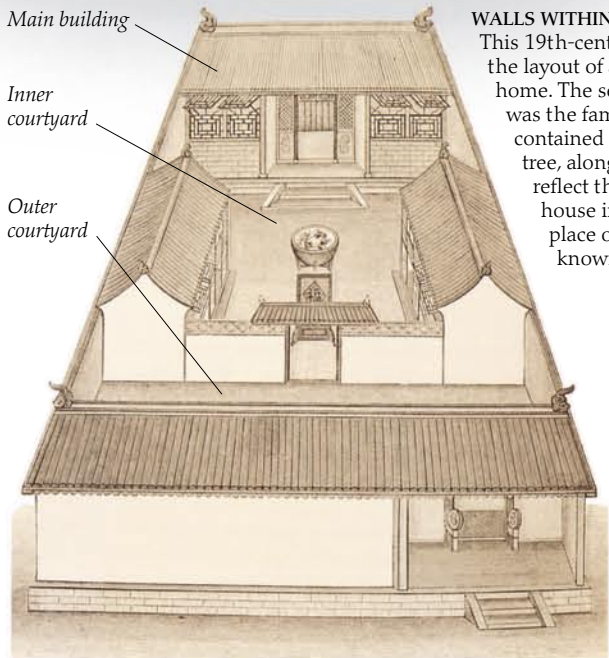 Main building
Inner
courtyard
Outer
courtyard
WALLS WITHIN
This 19th-cent
the layout of
home. The se
was the fam
contained
tree, along
reflect th
house i
place o
known